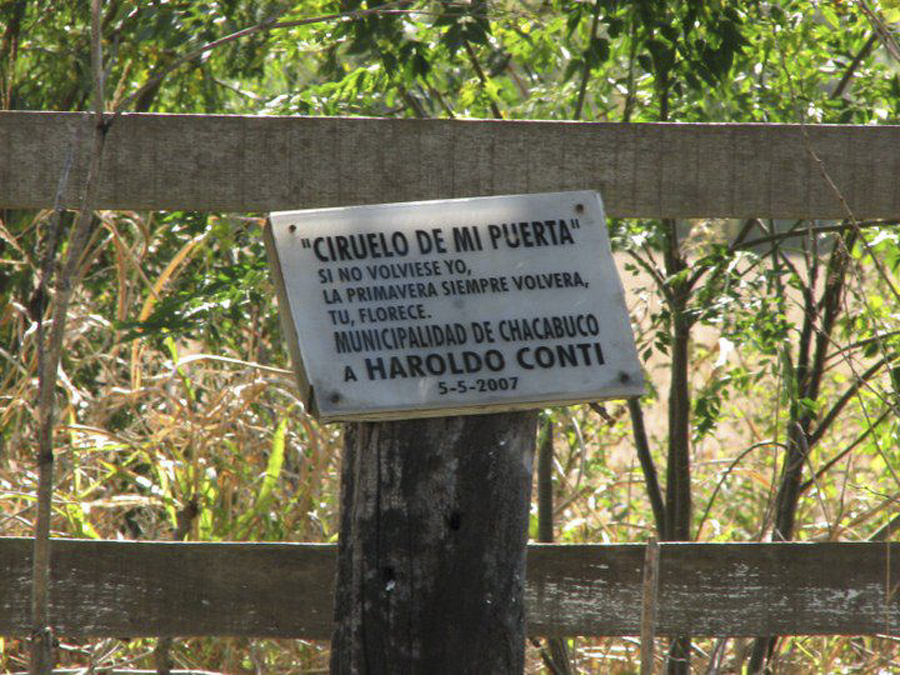 "CIRUELO DE MI PUERTA"
SI NO VOLVIESE YO,
LA PRIMAVERA SIEMPRE VOLVERA,
TU, FLORECE.
MUNICIPALIDAD DE CHACABUCO
A HAROLDO CONTI
5-5-2007